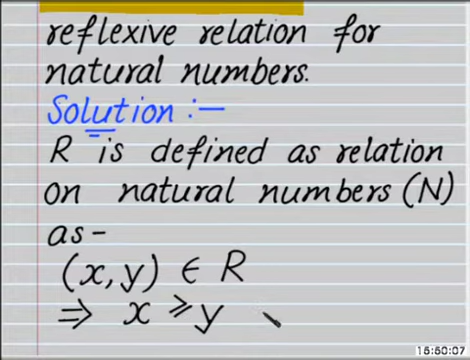 reflexive relation for
natural numbers.
Solution :-
R is defined as relation
on natural numbers (N)
as-
(x, y) ∈ R
⇒ x ⩾ y
15:50:07